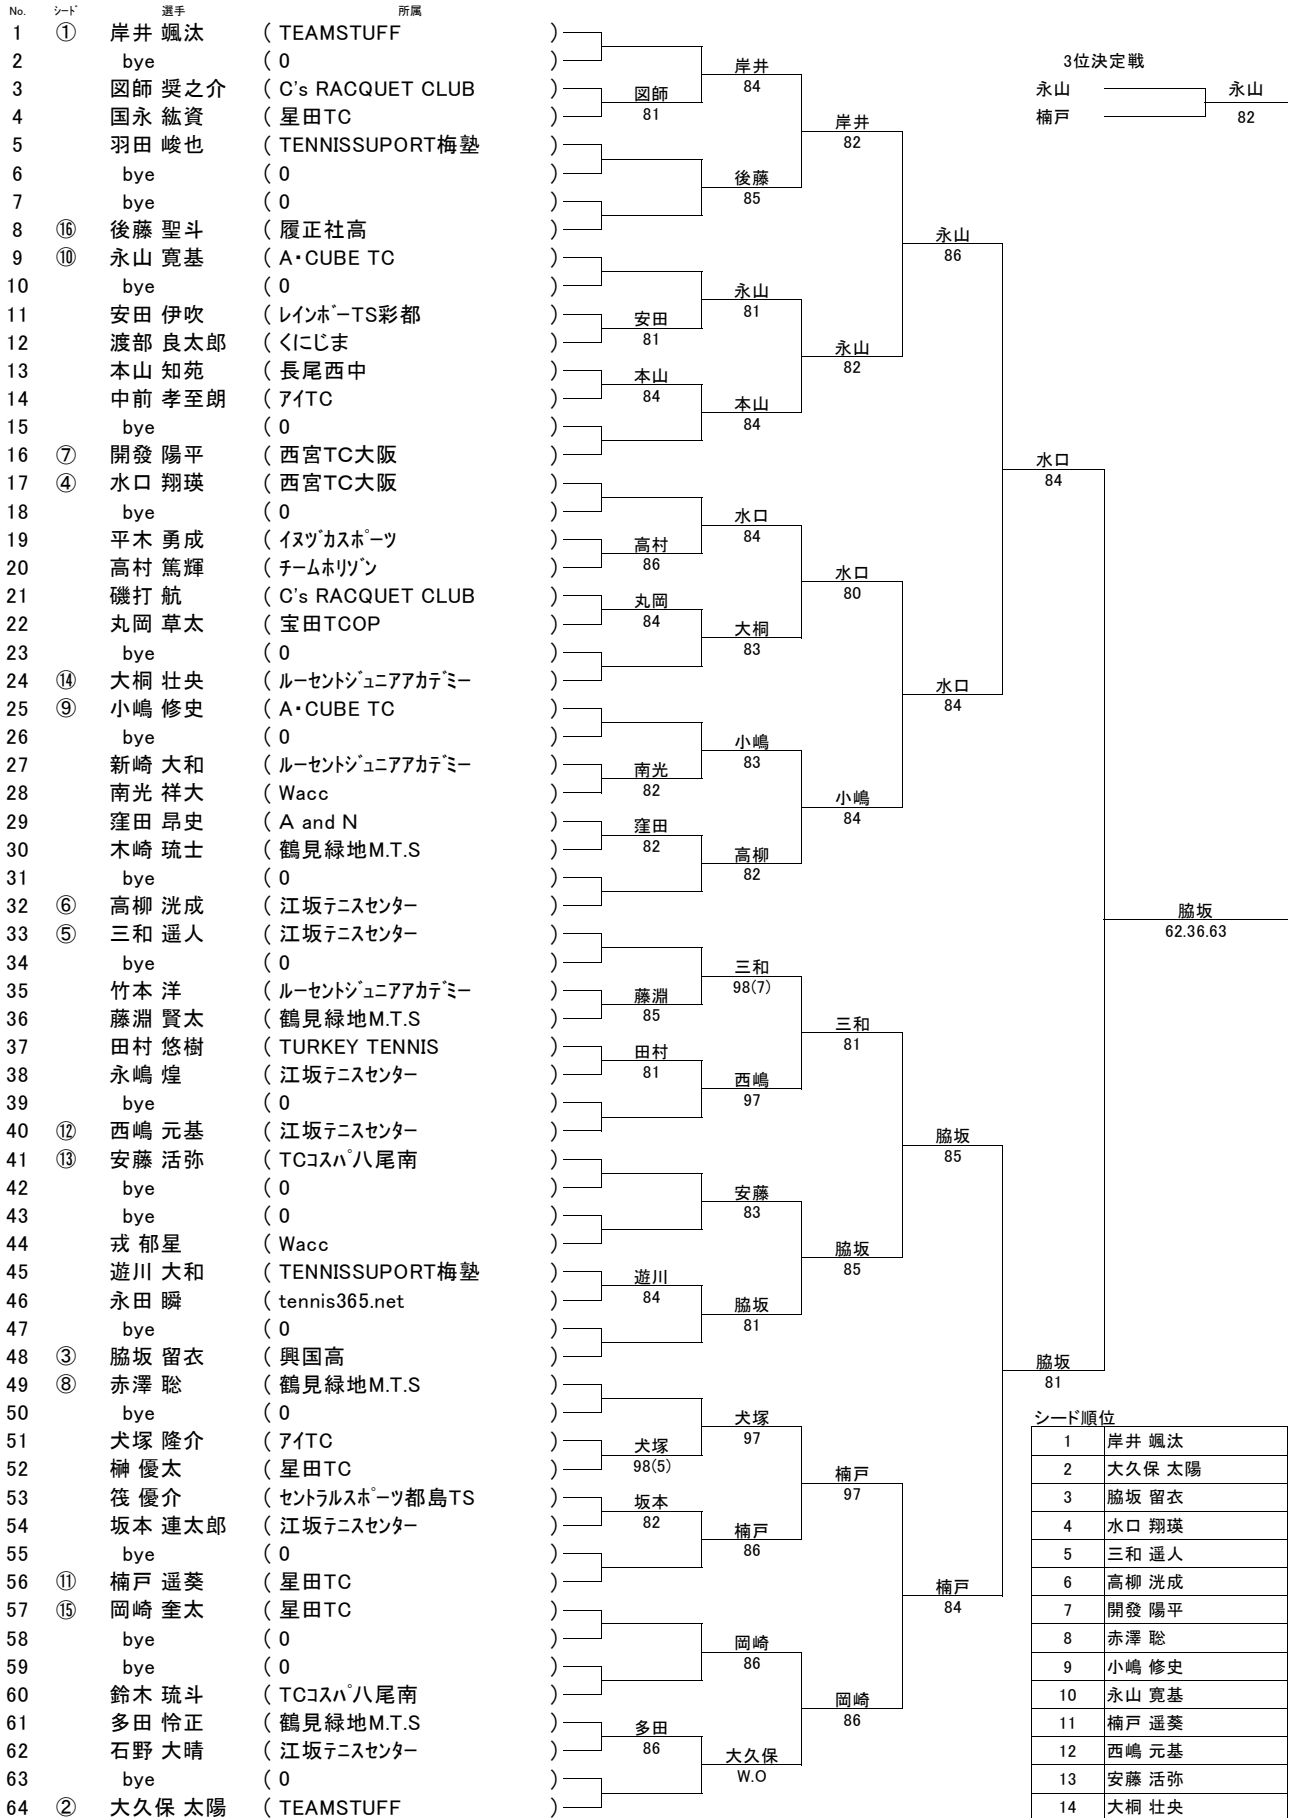 No. シード 選手 所属
1 ① 岸井 颯汰 ( TEAMSTUFF )
2 bye ( 0 )
3 図師 奨之介 ( C's RACQUET CLUB )
4 国永 紘資 ( 星田TC )
5 羽田 峻也 ( TENNISSUPORT梅塾 )
6 bye ( 0 )
7 bye ( 0 )
8 ⑯ 後藤 聖斗 ( 履正社高 )
9 ⑩ 永山 寛基 ( A・CUBE TC )
10 bye ( 0 )
11 安田 伊吹 ( レインボーTS彩都 )
12 渡部 良太郎 ( くにじま )
13 本山 知苑 ( 長尾西中 )
14 中前 孝至朗 ( アイTC )
15 bye ( 0 )
16 ⑦ 開發 陽平 ( 西宮TC大阪 )
17 ④ 水口 翔瑛 ( 西宮TC大阪 )
18 bye ( 0 )
19 平木 勇成 ( イヌヅカスポーツ )
20 高村 篤輝 ( チームホリゾン )
21 磯打 航 ( C's RACQUET CLUB )
22 丸岡 草太 ( 宝田TCOP )
23 bye ( 0 )
24 ⑭ 大桐 壮央 ( ルーセントジュニアアカデミー )
25 ⑨ 小嶋 修史 ( A・CUBE TC )
26 bye ( 0 )
27 新崎 大和 ( ルーセントジュニアアカデミー )
28 南光 祥大 ( Wacc )
29 窪田 昂史 ( A and N )
30 木崎 琉士 ( 鶴見緑地M.T.S )
31 bye ( 0 )
32 ⑥ 高柳 洸成 ( 江坂テニスセンター )
33 ⑤ 三和 遥人 ( 江坂テニスセンター )
34 bye ( 0 )
35 竹本 洋 ( ルーセントジュニアアカデミー )
36 藤淵 賢太 ( 鶴見緑地M.T.S )
37 田村 悠樹 ( TURKEY TENNIS )
38 永嶋 煌 ( 江坂テニスセンター )
39 bye ( 0 )
40 ⑫ 西嶋 元基 ( 江坂テニスセンター )
41 ⑬ 安藤 活弥 ( TCコスパ八尾南 )
42 bye ( 0 )
43 bye ( 0 )
44 戎 郁星 ( Wacc )
45 遊川 大和 ( TENNISSUPORT梅塾 )
46 永田 瞬 ( tennis365.net )
47 bye ( 0 )
48 ③ 脇坂 留衣 ( 興国高 )
49 ⑧ 赤澤 聡 ( 鶴見緑地M.T.S )
50 bye ( 0 )
51 犬塚 隆介 ( アイTC )
52 榊 優太 ( 星田TC )
53 筏 優介 ( セントラルスポーツ都島TS )
54 坂本 連太郎 ( 江坂テニスセンター )
55 bye ( 0 )
56 ⑪ 楠戸 遥葵 ( 星田TC )
57 ⑮ 岡崎 奎太 ( 星田TC )
58 bye ( 0 )
59 bye ( 0 )
60 鈴木 琉斗 ( TCコスパ八尾南 )
61 多田 怜正 ( 鶴見緑地M.T.S )
62 石野 大晴 ( 江坂テニスセンター )
63 bye ( 0 )
64 ② 大久保 太陽 ( TEAMSTUFF )
図師
81
安田
81
本山
84
高村
86
丸岡
84
南光
82
窪田
82
藤淵
85
田村
81
遊川
84
犬塚
98(5)
坂本
82
多田
86
岸井
84
後藤
85
永山
81
本山
84
水口
84
大桐
83
小嶋
83
高柳
82
三和
98(7)
西嶋
97
安藤
83
脇坂
81
犬塚
97
楠戸
86
岡崎
86
大久保
W.O
岸井
82
永山
82
水口
80
小嶋
84
三和
81
脇坂
85
楠戸
97
岡崎
86
永山
86
水口
84
脇坂
85
楠戸
84
水口
84
脇坂
81
脇坂
62.36.63
3位決定戦
永山
楠戸
永山
82
シード順位
1 岸井 颯汰
2 大久保 太陽
3 脇坂 留衣
4 水口 翔瑛
5 三和 遥人
6 高柳 洸成
7 開發 陽平
8 赤澤 聡
9 小嶋 修史
10 永山 寛基
11 楠戸 遥葵
12 西嶋 元基
13 安藤 活弥
14 大桐 壮央